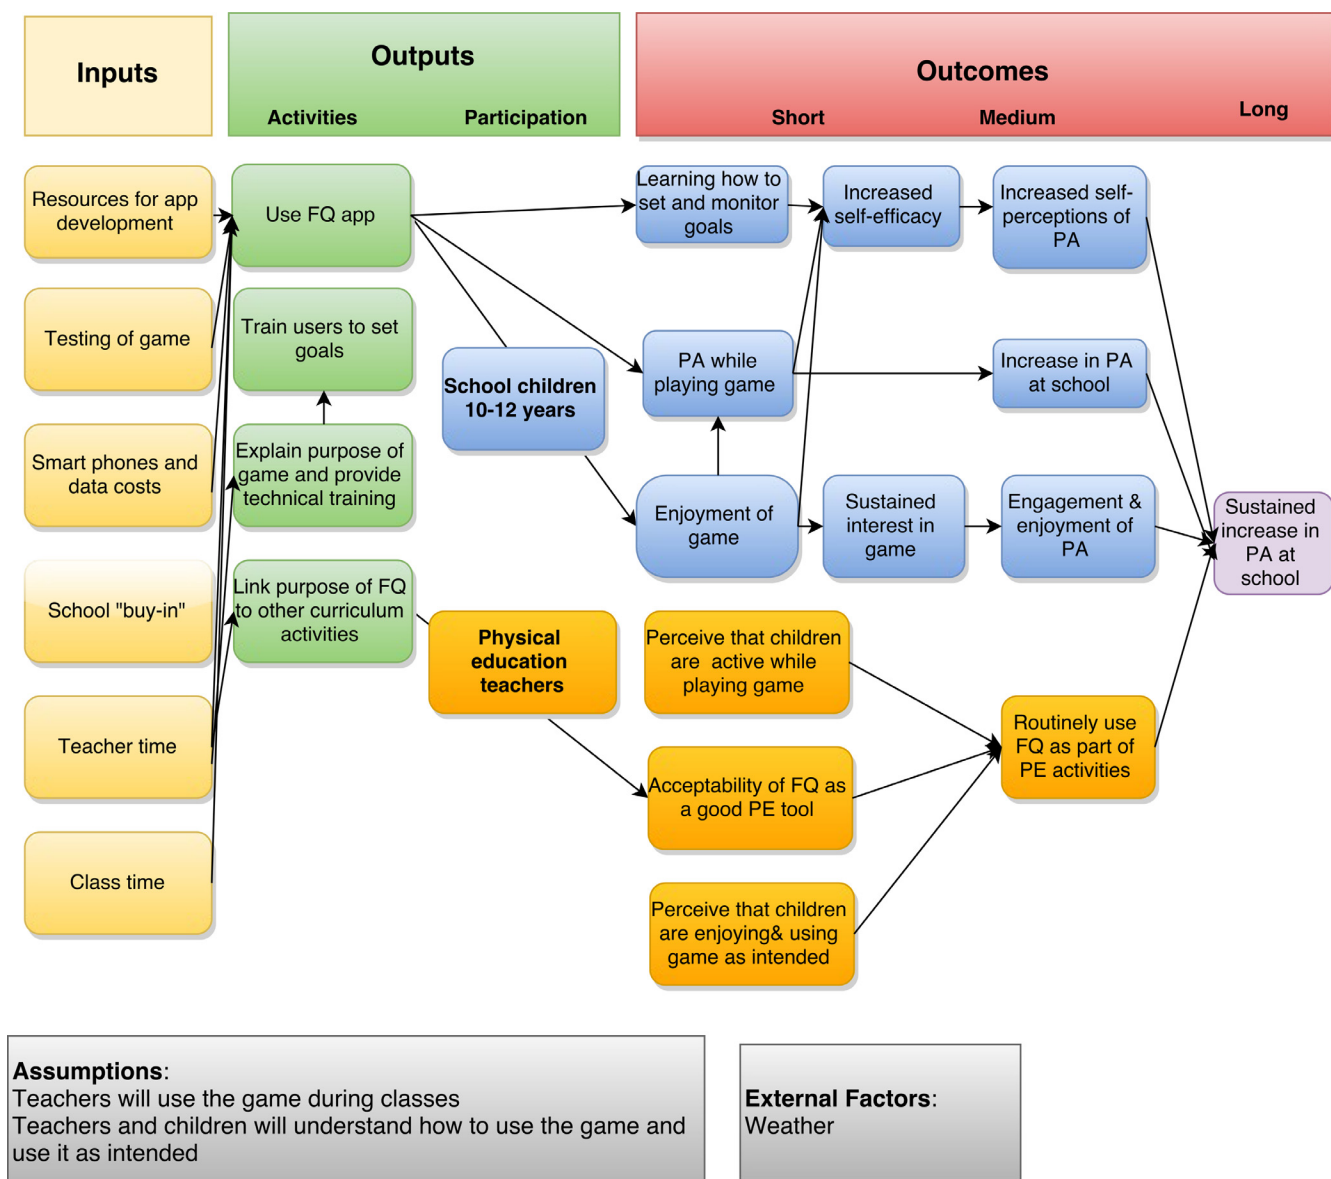 Inputs
Outputs
Activities
Participation
Outcomes
Short
Medium
Long
Resources for app
development
Use FQ app
Learning how to
set and monitor
goals
Increased
self-efficacy
Increased self-
perceptions of
PA
Testing of game
Train users to set
goals
School children
10-12 years
PA while
playing game
Increase in PA
at school
Smart phones and
data costs
Explain purpose of
game and provide
technical training
Enjoyment of
game
Sustained
interest in
game
Engagement &
enjoyment of
PA
Sustained
increase in
PA at
school
School "buy-in"
Link purpose of FQ
to other curriculum
activities
Physical
education
teachers
Perceive that children
are  active while
playing game
Teacher time
Acceptability of FQ as
a good PE tool
Routinely use
FQ as part of
PE activities
Class time
Perceive that children
are enjoying& using
game as intended
Assumptions:
Teachers will use the game during classes
Teachers and children will understand how to use the game and
use it as intended
External Factors:
Weather